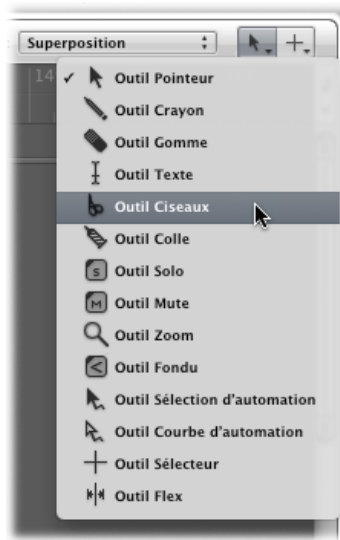 Superposition
14
✓ Outil Pointeur
Outil Crayon
Outil Gomme
Outil Texte
Outil Ciseaux
Outil Colle
S Outil Solo
M Outil Mute
Outil Zoom
Outil Fondu
Outil Sélection d'automation
Outil Courbe d'automation
Outil Sélecteur
Outil Flex